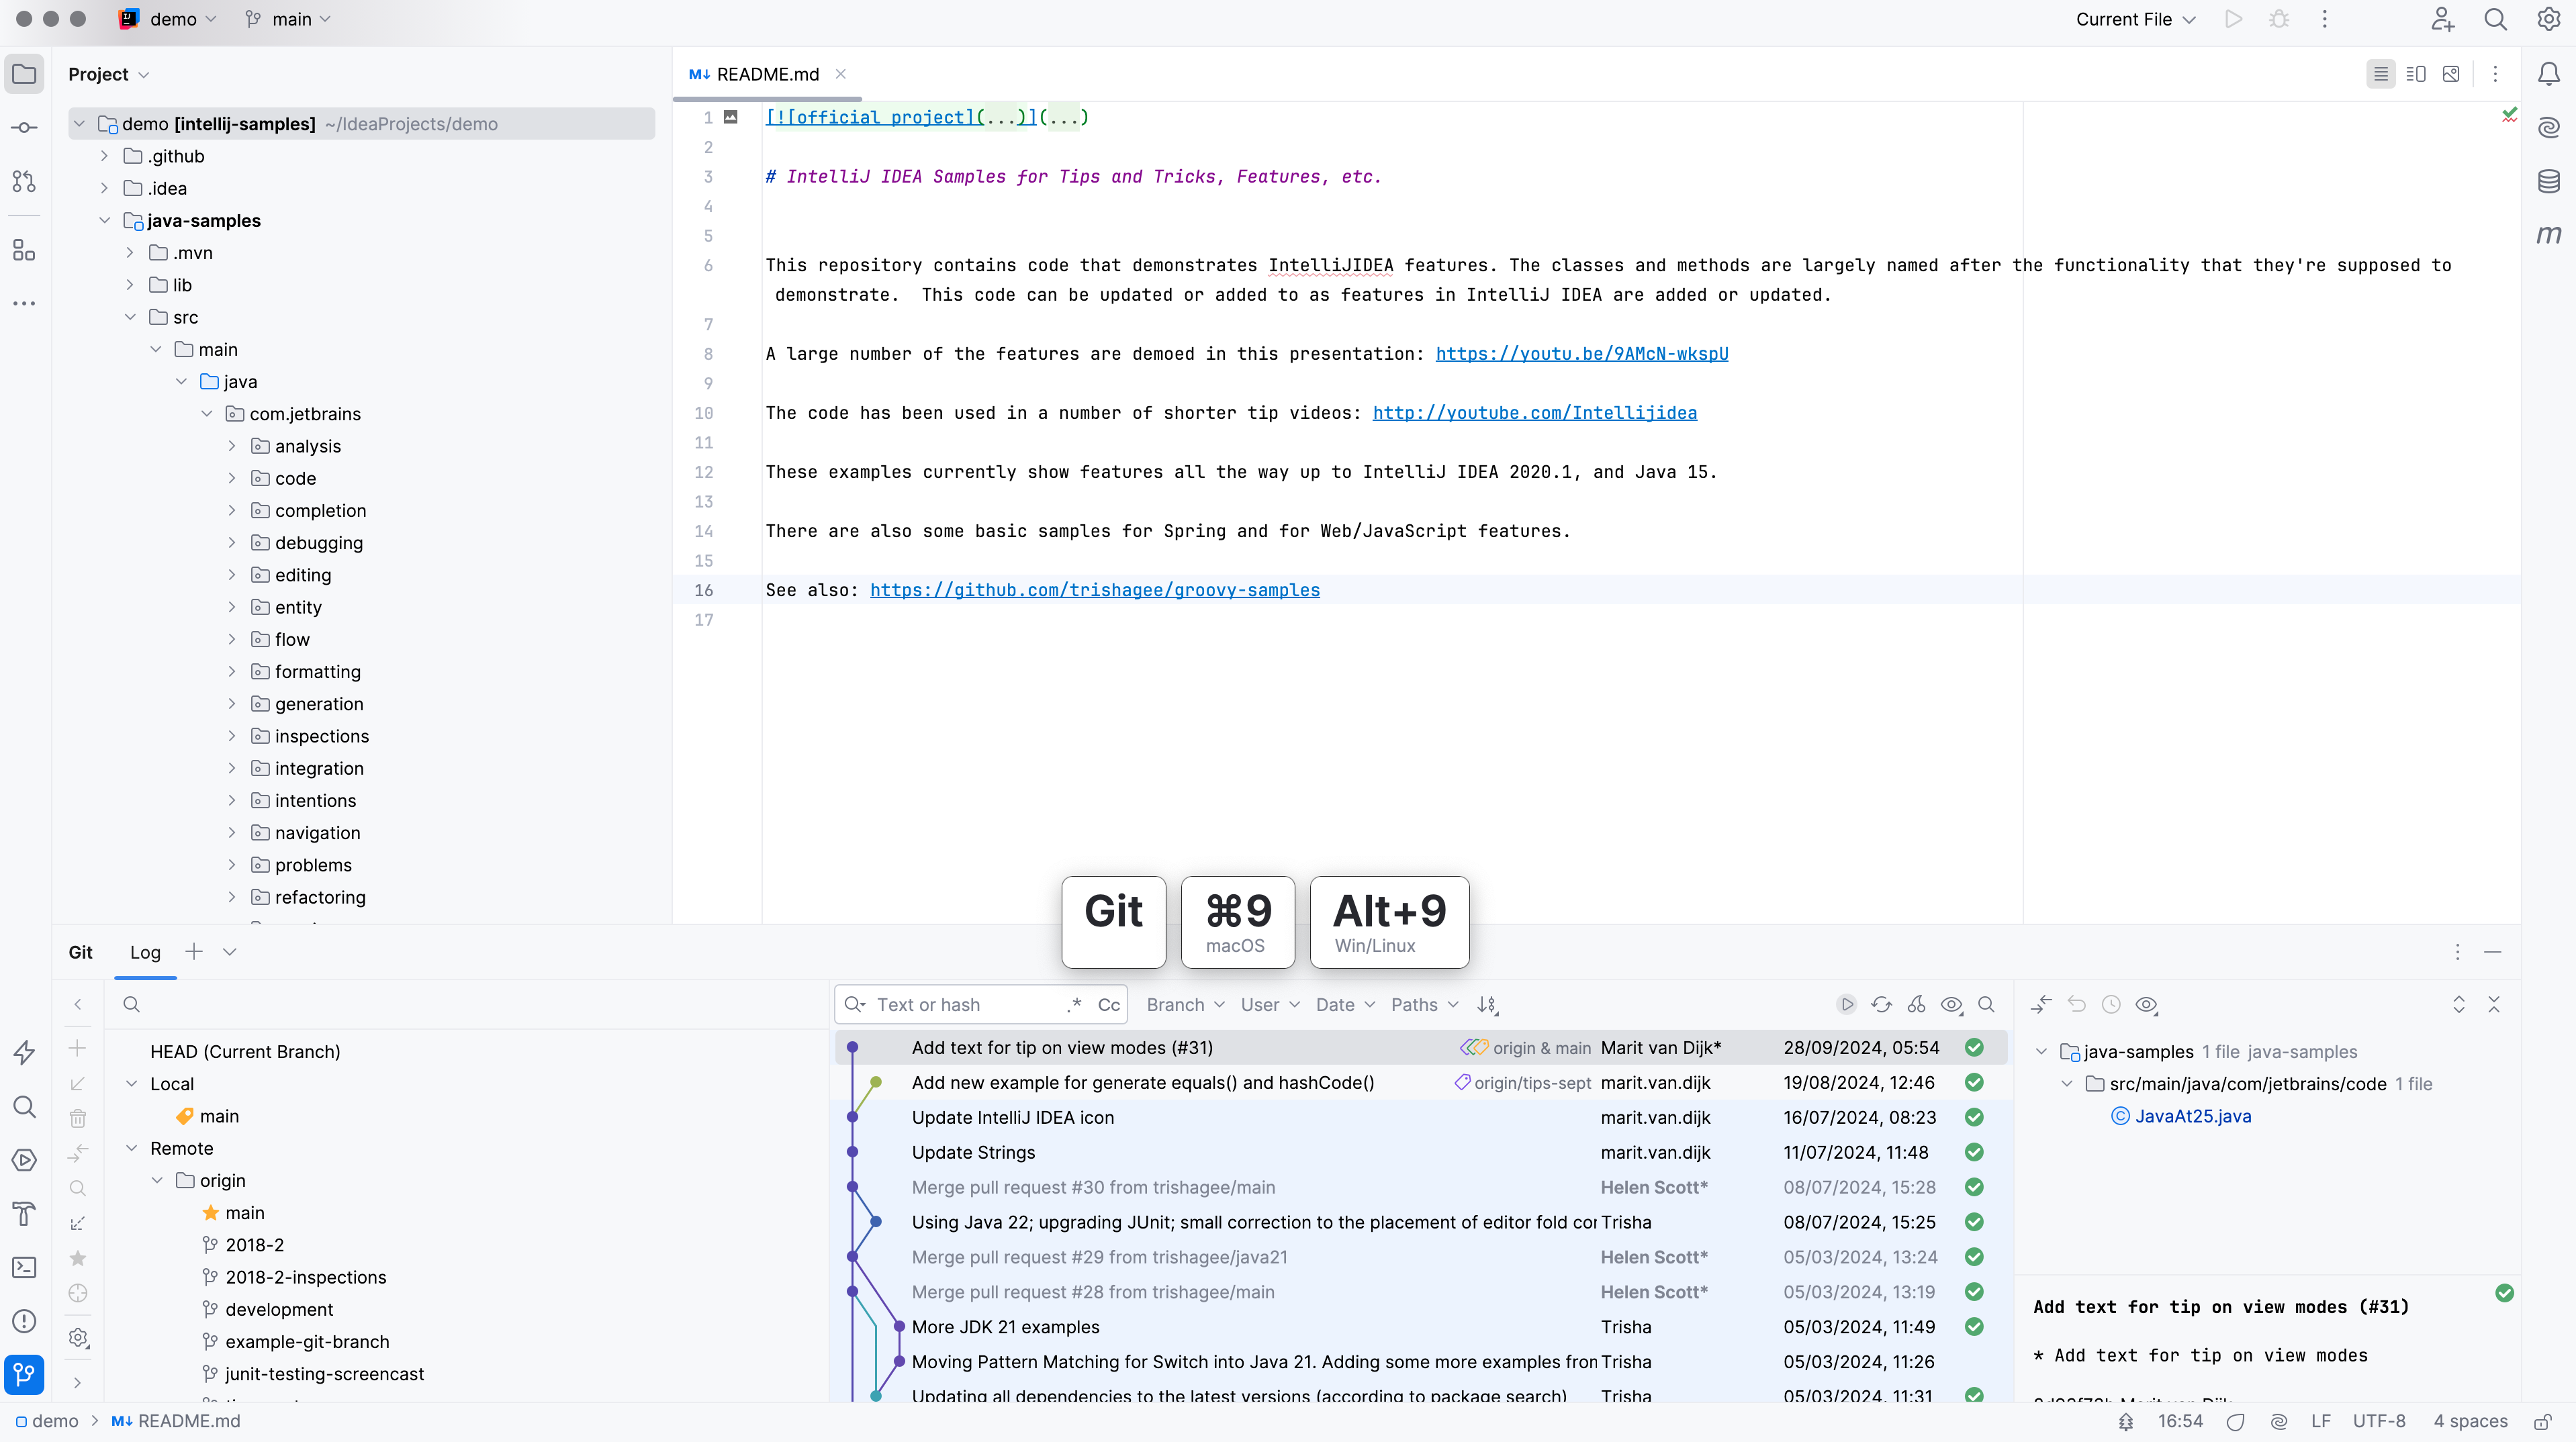 demo
main
Current File
Project
README.md
demo [intellij-samples] ~/IdeaProjects/demo
.github
.idea
java-samples
.mvn
lib
src
main
java
com.jetbrains
analysis
code
completion
debugging
editing
entity
flow
formatting
generation
inspections
integration
intentions
navigation
problems
refactoring
1 [![official project](...)](...)
2
3 # IntelliJ IDEA Samples for Tips and Tricks, Features, etc.
4
5
6 This repository contains code that demonstrates IntelliJIDEA features. The classes and methods are largely named after the functionality that they're supposed to
demonstrate.  This code can be updated or added to as features in IntelliJ IDEA are added or updated.
7
8 A large number of the features are demoed in this presentation: https://youtu.be/9AMcN-wkspU
9
10 The code has been used in a number of shorter tip videos: http://youtube.com/Intellijidea
11
12 These examples currently show features all the way up to IntelliJ IDEA 2020.1, and Java 15.
13
14 There are also some basic samples for Spring and for Web/JavaScript features.
15
16 See also: https://github.com/trishagee/groovy-samples
17
Git
⌘9
macOS
Alt+9
Win/Linux
Git Log
HEAD (Current Branch)
Local
main
Remote
origin
main
2018-2
2018-2-inspections
development
example-git-branch
junit-testing-screencast
Text or hash .* Cc Branch User Date Paths
Add text for tip on view modes (#31) origin & main Marit van Dijk* 28/09/2024, 05:54
Add new example for generate equals() and hashCode() origin/tips-sept marit.van.dijk 19/08/2024, 12:46
Update IntelliJ IDEA icon marit.van.dijk 16/07/2024, 08:23
Update Strings marit.van.dijk 11/07/2024, 11:48
Merge pull request #30 from trishagee/main Helen Scott* 08/07/2024, 15:28
Using Java 22; upgrading JUnit; small correction to the placement of editor fold cor Trisha 08/07/2024, 15:25
Merge pull request #29 from trishagee/java21 Helen Scott* 05/03/2024, 13:24
Merge pull request #28 from trishagee/main Helen Scott* 05/03/2024, 13:19
More JDK 21 examples Trisha 05/03/2024, 11:49
Moving Pattern Matching for Switch into Java 21. Adding some more examples from Trisha 05/03/2024, 11:26
Updating all dependencies to the latest versions (according to package search) Trisha 05/03/2024, 11:31
java-samples 1 file java-samples
src/main/java/com/jetbrains/code 1 file
JavaAt25.java
Add text for tip on view modes (#31)
* Add text for tip on view modes
demo
README.md
16:54
LF
UTF-8
4 spaces